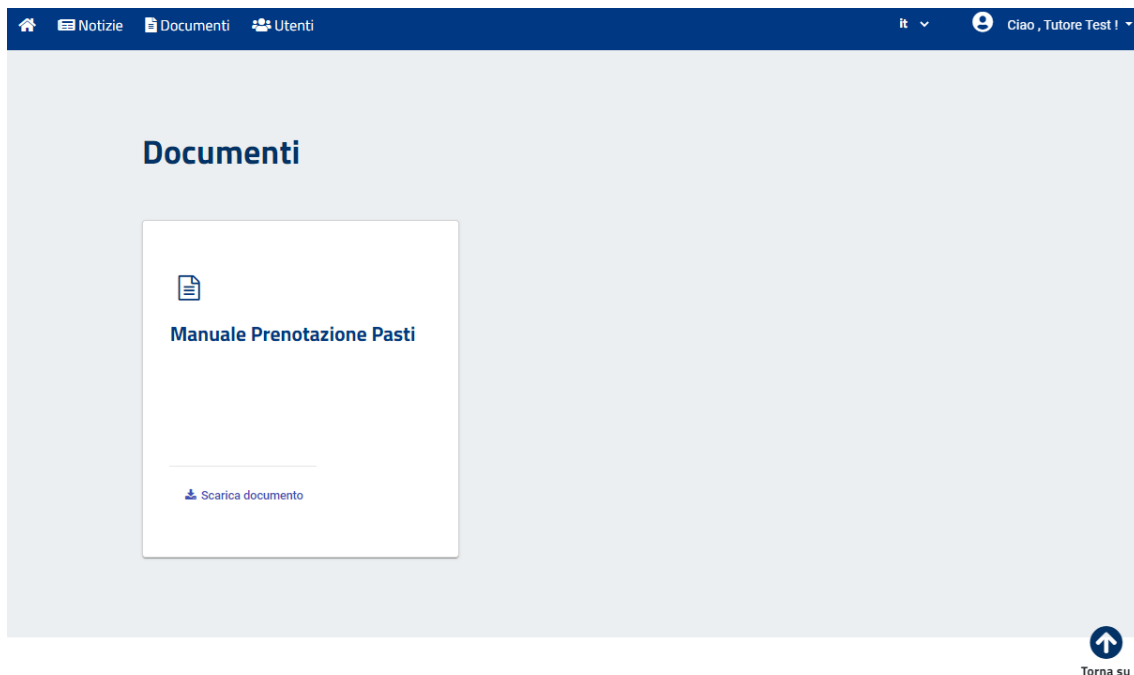 Notizie Documenti Utenti it Ciao , Tutore Test !
Documenti
Manuale Prenotazione Pasti
Scarica documento
Torna su